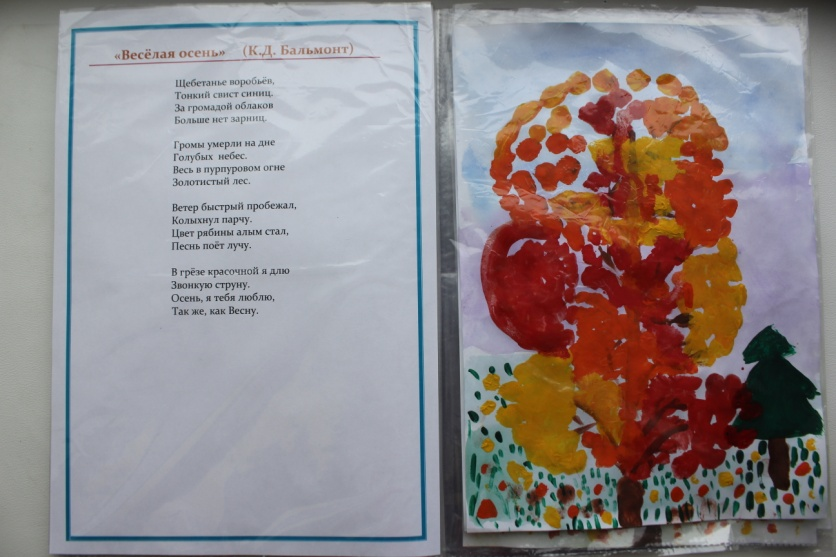 «Весёлая осень» (К.Д. Бальмонт)
Щебетанье воробьёв,
Тонкий свист синиц.
За громадой облаков
Больше нет зарниц.
Громы умерли на дне
Голубых небес.
Весь в пурпуровом огне
Золотистый лес.
Ветер быстрый пробежал,
Колыхнул парчу.
Цвет рябины алым стал,
Песнь поёт лучу.
В грёзе красочной я длю
Звонкую струну.
Осень, я тебя люблю,
Так же, как Весну.